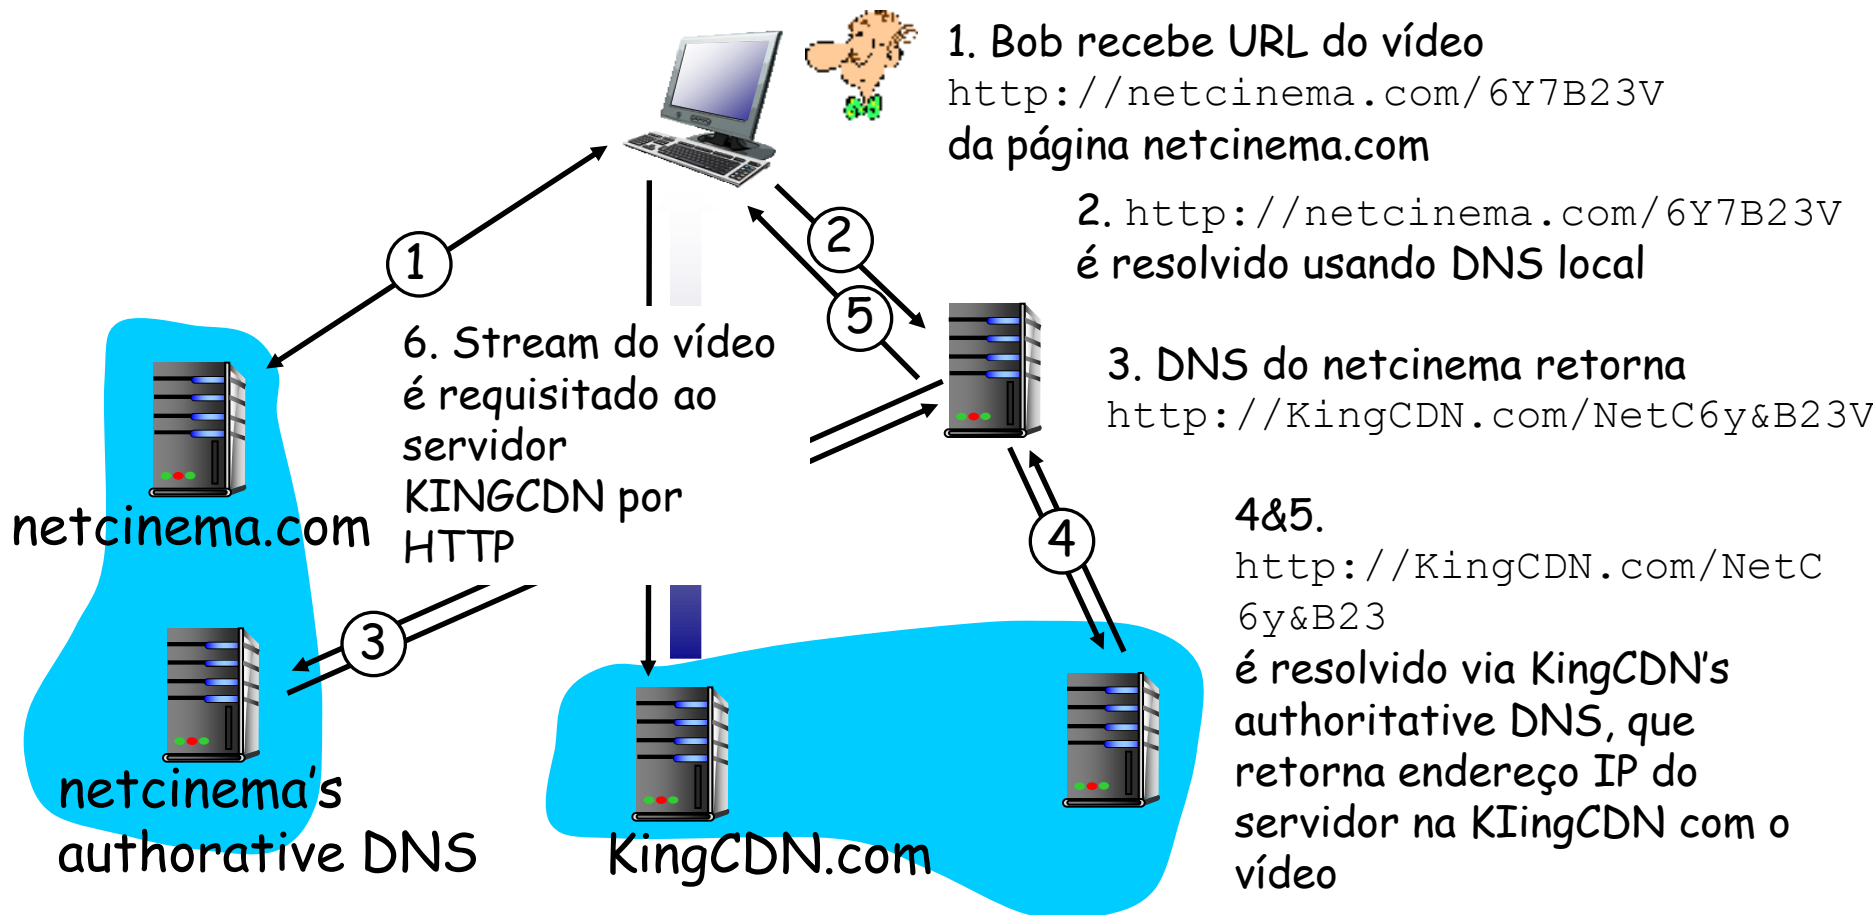 1. Bob recebe URL do vídeo
http://netcinema.com/6Y7B23V
da página netcinema.com
2. http://netcinema.com/6Y7B23V
é resolvido usando DNS local
2
1
5
6. Stream do vídeo
é requisitado ao
servidor
KINGCDN por
HTTP
3. DNS do netcinema retorna
http://KingCDN.com/NetC6y&B23V
netcinema.com
4
4&5.
http://KingCDN.com/NetC
6y&B23
é resolvido via KingCDN's
authoritative DNS, que
retorna endereço IP do
servidor na KIingCDN com o
vídeo
3
netcinema's
authorative DNS
KingCDN.com